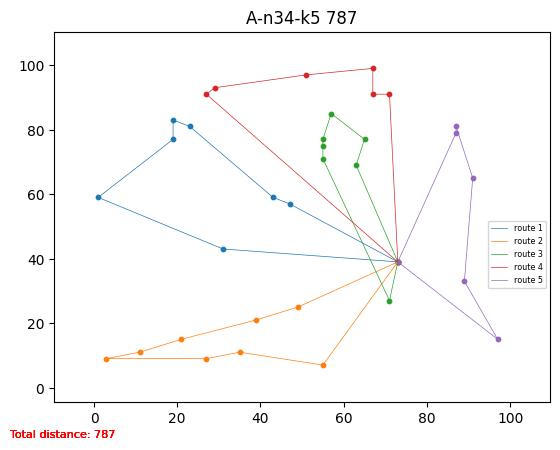 A-n34-k5 787
100
80
60
40
20
0
route 1
route 2
route 3
route 4
route 5
0 20 40 60 80 100
Total distance: 787